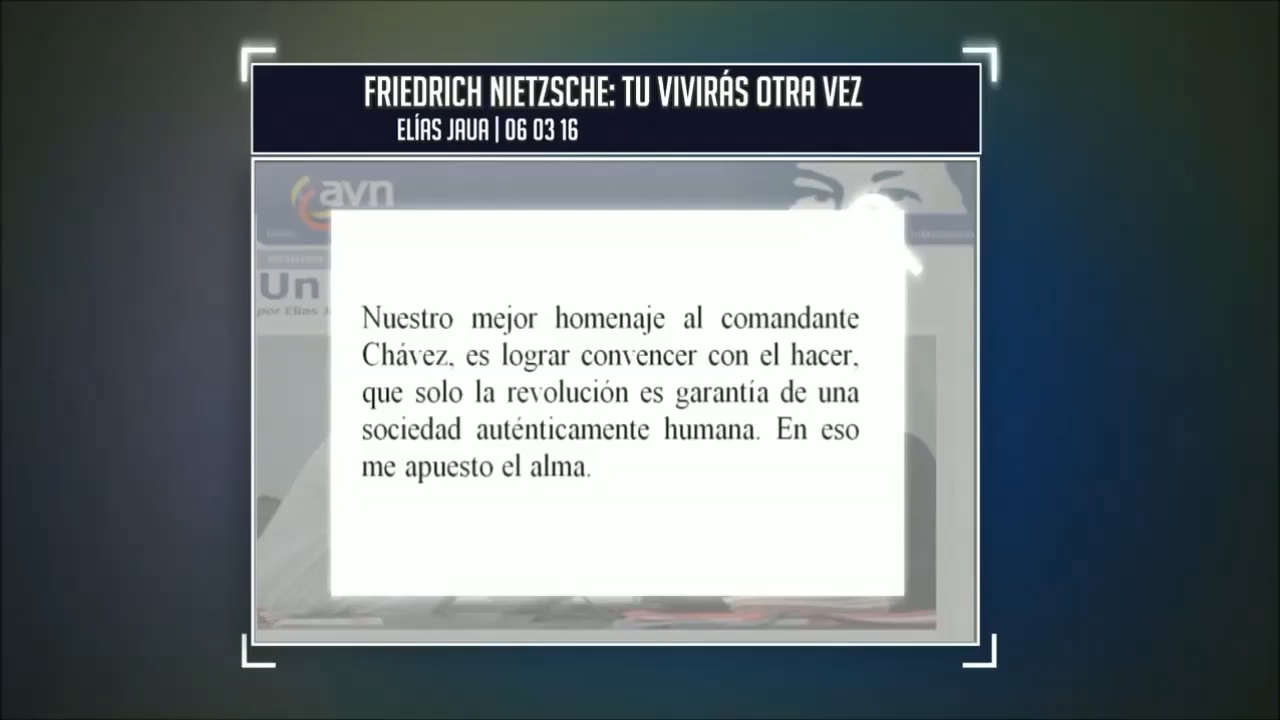 FRIEDRICH NIETZSCHE: TU VIVIRÁS OTRA VEZ
ELÍAS JAUA | 06 03 16
avn
Un
por Elías
Nuestro mejor homenaje al comandante
Chávez, es lograr convencer con el hacer,
que solo la revolución es garantía de una
sociedad auténticamente humana. En eso
me apuesto el alma.